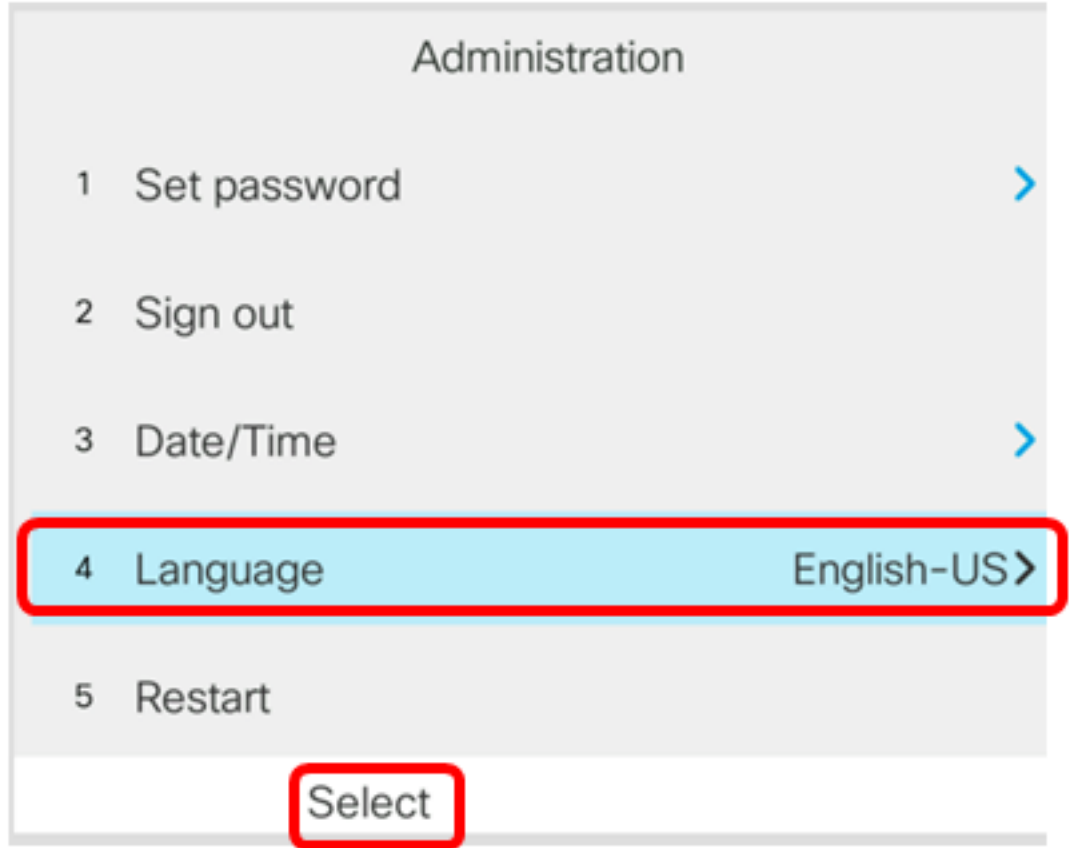 Administration
1 Set password
2 Sign out
3 Date/Time
4 Language English-US
5 Restart
Select